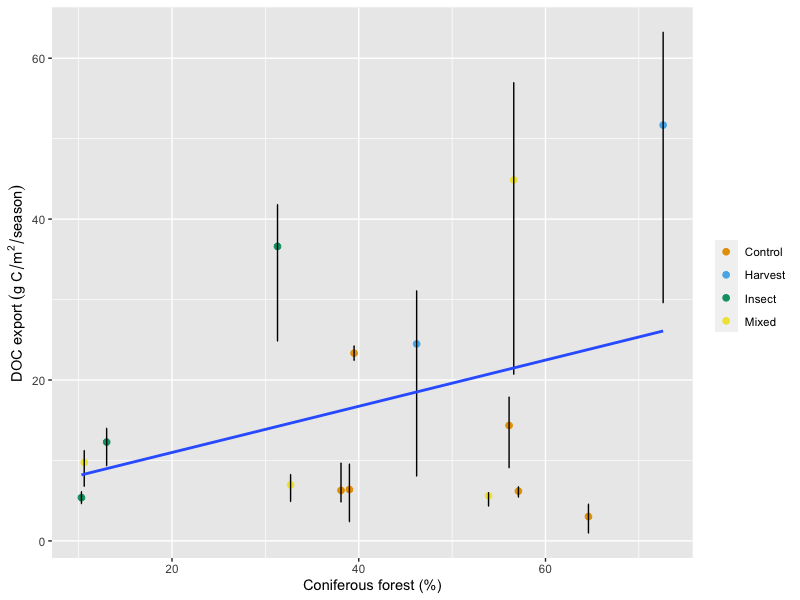 60
40
20
0
DOC export (g C/m²/season)
20 40 60
Coniferous forest (%)
Control
Harvest
Insect
Mixed